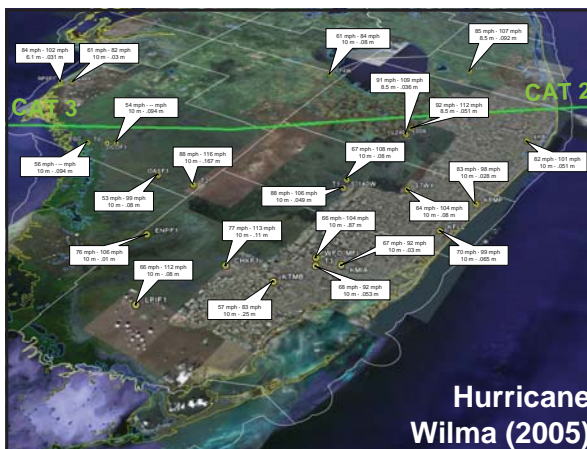 61 mph - 84 mph
10 m - .08 m
85 mph - 107 mph
8.5 m - .092 m
84 mph - 102 mph
6.1 m - .031 m
61 mph - 82 mph
10 m - .03 m
91 mph - 109 mph
8.5 m - .036 m
CAT 3
54 mph - -- mph
10 m - .094 m
92 mph - 112 mph
8.5 m - .051 m
CAT 2
56 mph - -- mph
10 m - .094 m
88 mph - 116 mph
10 m - .167 m
67 mph - 108 mph
10 m - .08 m
82 mph - 101 mph
10 m - .051 m
53 mph - 99 mph
10 m - .08 m
88 mph - 106 mph
10 m - .049 m
83 mph - 98 mph
10 m - .028 m
64 mph - 104 mph
10 m - .08 m
76 mph - 106 mph
10 m - .01 m
ENPF1
77 mph - 113 mph
10 m - .11 m
66 mph - 104 mph
10 m - .87 m
67 mph - 92 mph
10 m - .03 m
70 mph - 99 mph
10 m - .065 m
66 mph - 112 mph
10 m - .08 m
CHKF1
KMIA
68 mph - 92 mph
10 m - .053 m
LPIF1
KTMB
57 mph - 83 mph
10 m - .25 m
Hurricane
Wilma (2005)